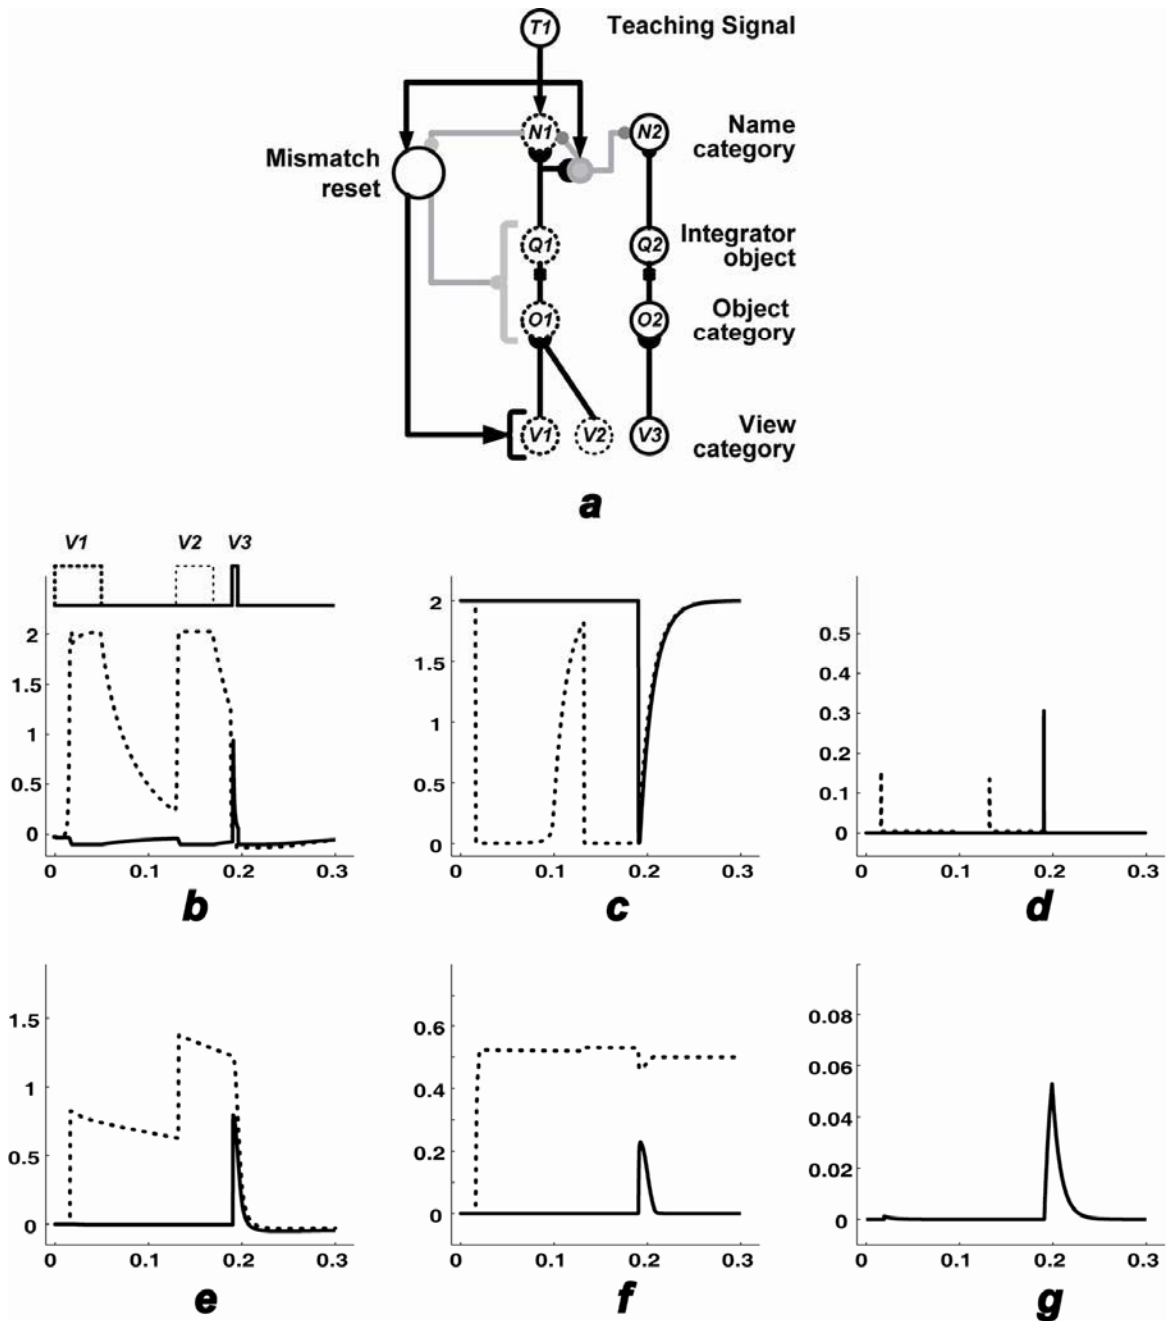 T1 Teaching Signal
N1 N2 Name
category
Mismatch
reset
Q1 Q2 Integrator
object
O1 O2 Object
category
V1 V2 V3 View
category
a
V1 V2 V3
2
1.5
1
0.5
0
0 0.1 0.2 0.3
b
2
1.5
1
0.5
0
0 0.1 0.2 0.3
c
0.5
0.4
0.3
0.2
0.1
0
0 0.1 0.2 0.3
d
1.5
1
0.5
0
0 0.1 0.2 0.3
e
0.6
0.4
0.2
0
0 0.1 0.2 0.3
f
0.08
0.06
0.04
0.02
0
0 0.1 0.2 0.3
g